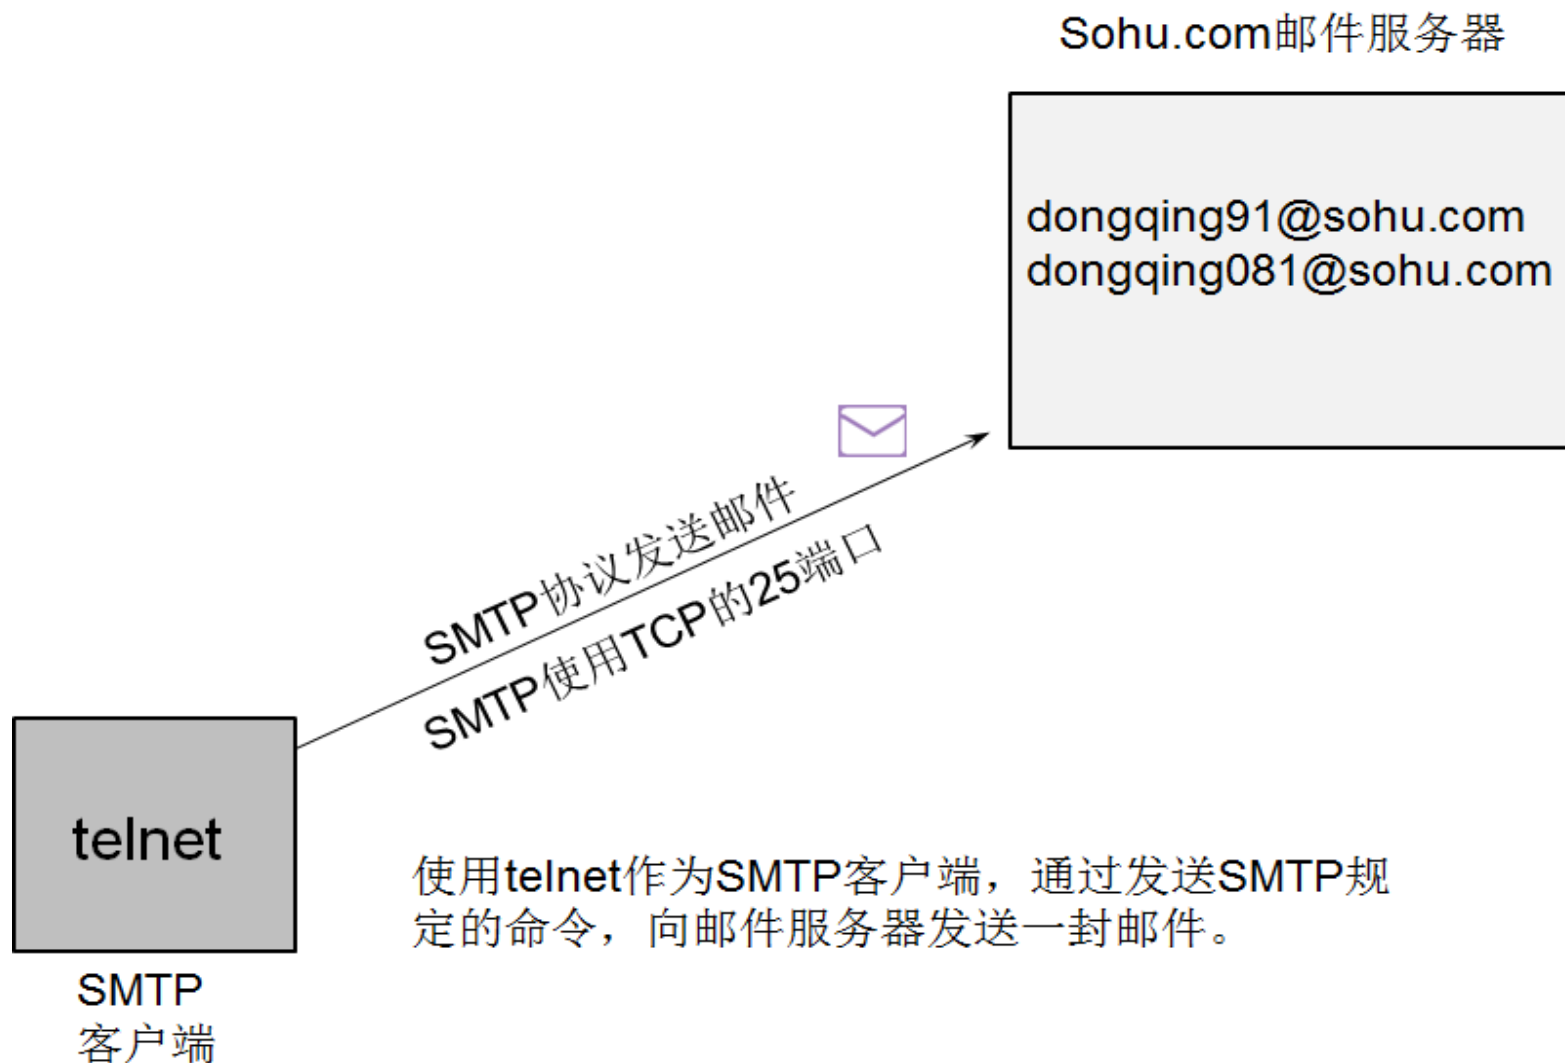 Sohu.com邮件服务器
dongqing91@sohu.com
dongqing081@sohu.com
SMTP协议发送邮件
SMTP使用TCP的25端口
telnet
使用telnet作为SMTP客户端，通过发送SMTP规
定的命令，向邮件服务器发送一封邮件。
SMTP
客户端